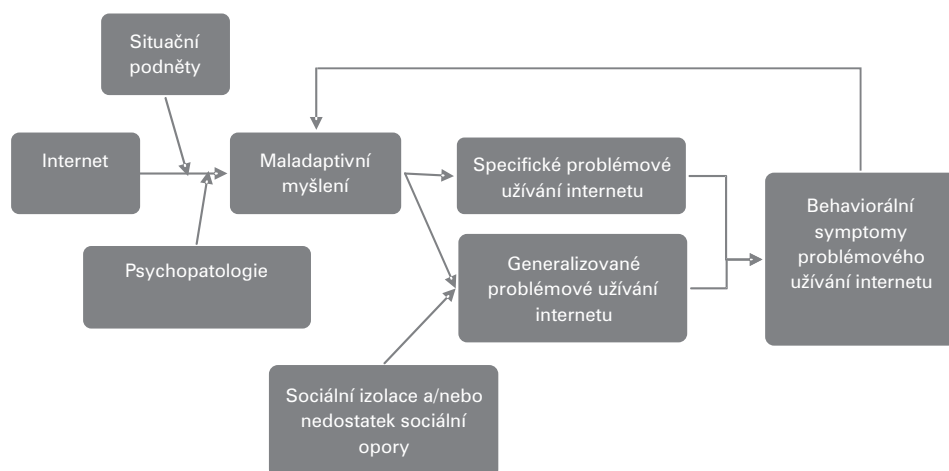 Situační
podněty
Internet
Maladaptivní
myšlení
Specifické problémové
užívání internetu
Behaviorální
symptomy
problémového
užívání internetu
Psychopatologie
Generalizované
problémové užívání
internetu
Sociální izolace a/nebo
nedostatek sociální
opory